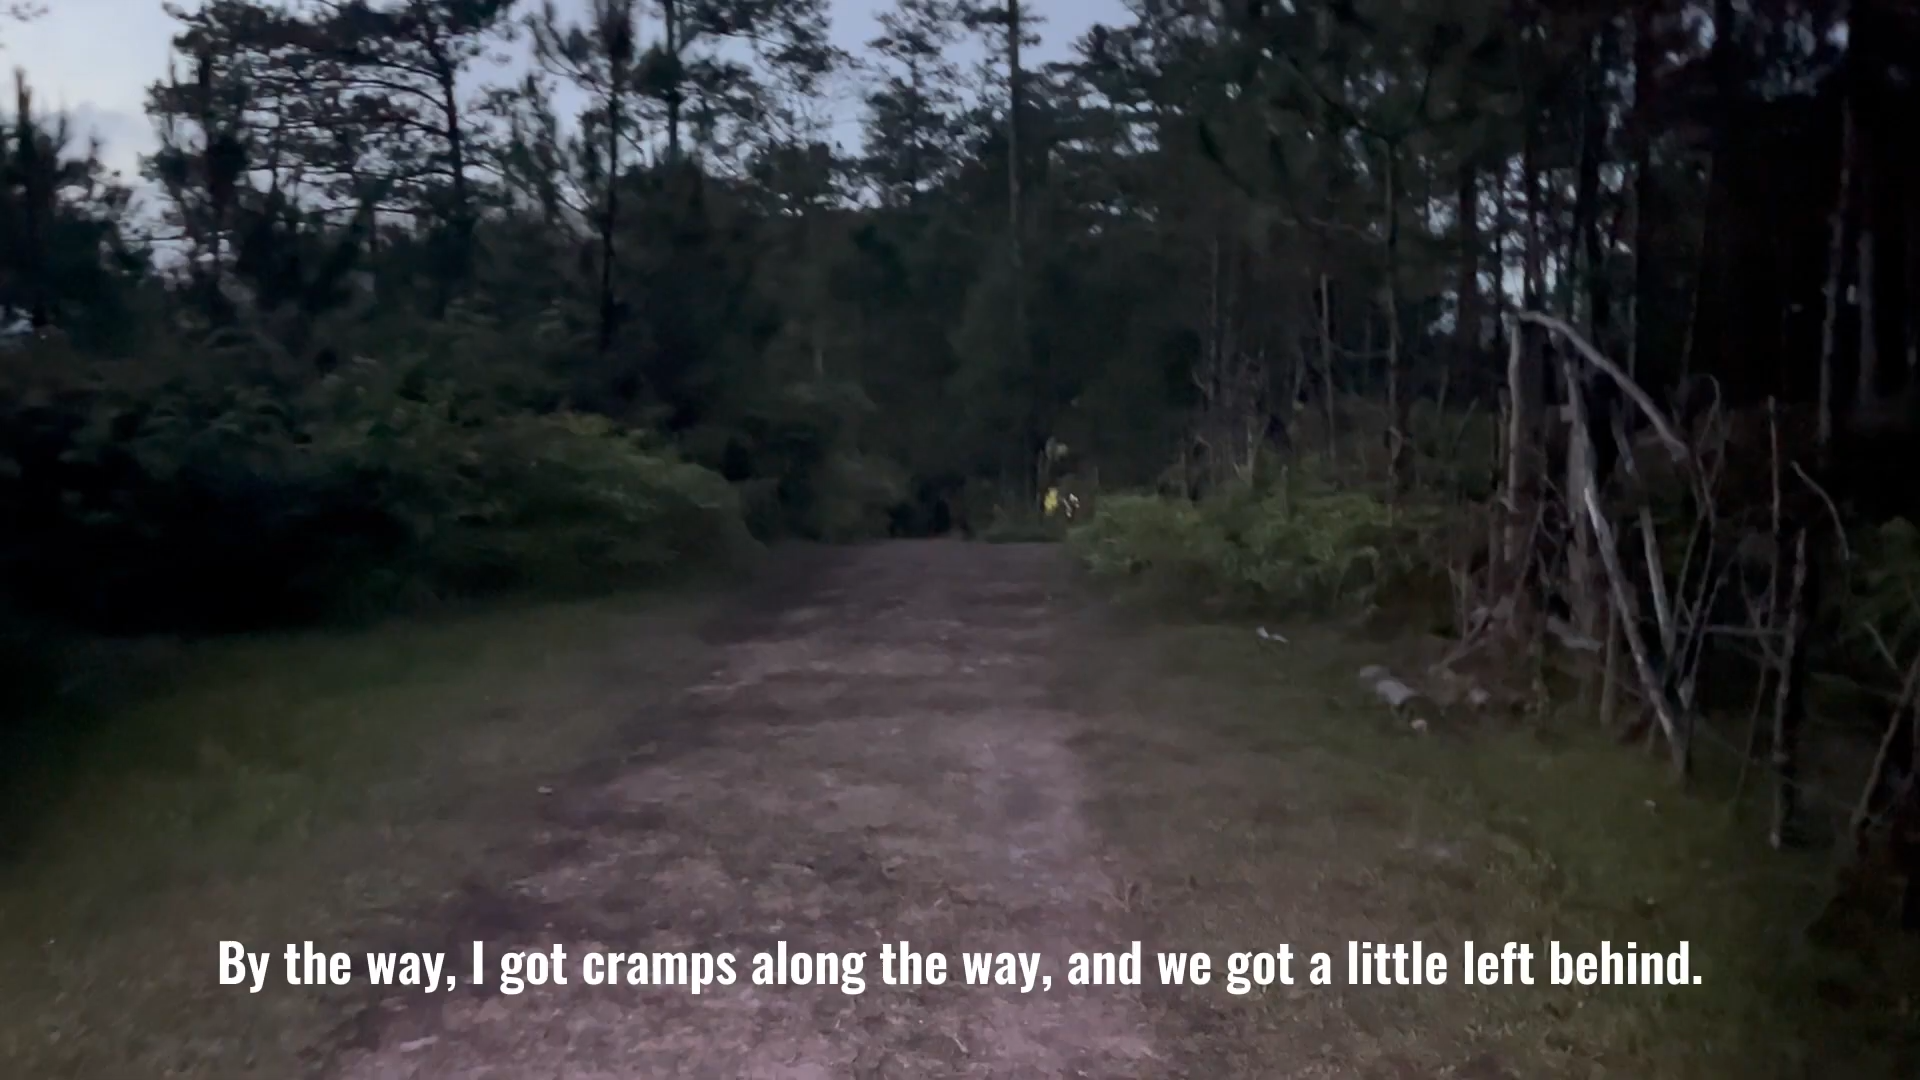 By the way, I got cramps along the way, and we got a little left behind.